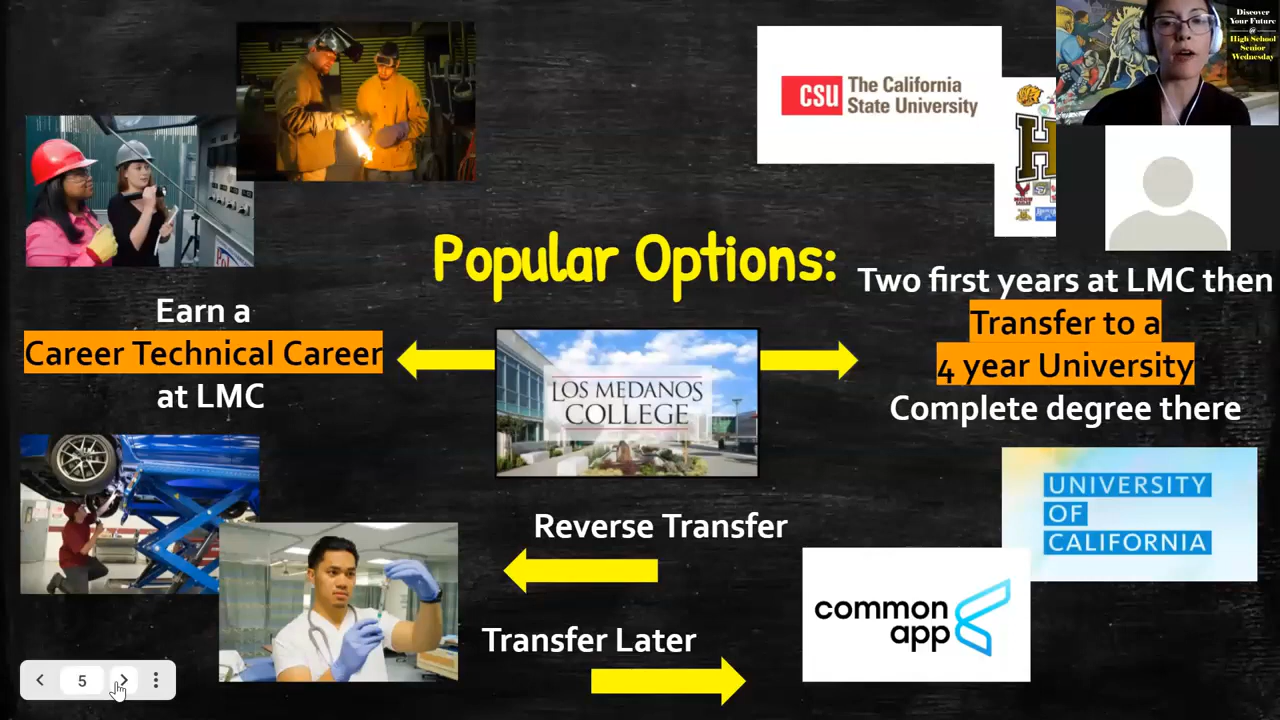 Discover
Your Future
@
High School
Senior
Wednesday
CSU The California
State University
H
Popular Options:
Two first years at LMC then
Transfer to a
4 year University
Complete degree there
Earn a
Career Technical Career
at LMC
LOS MEDANOS
COLLEGE
UNIVERSITY
OF
CALIFORNIA
Reverse Transfer
common
app
Transfer Later
5